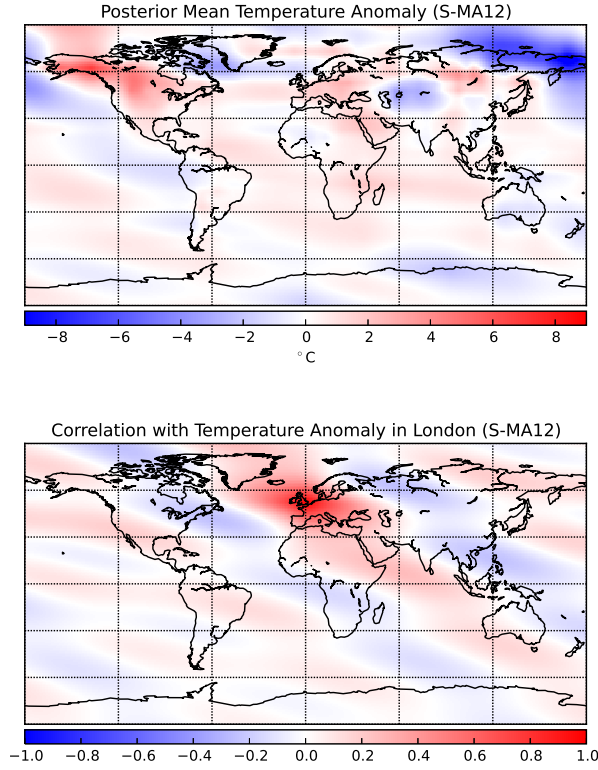 Posterior Mean Temperature Anomaly (S-MA12)
−8 −6 −4 −2 0 2 4 6 8
°C
Correlation with Temperature Anomaly in London (S-MA12)
−1.0 −0.8 −0.6 −0.4 −0.2 0.0 0.2 0.4 0.6 0.8 1.0